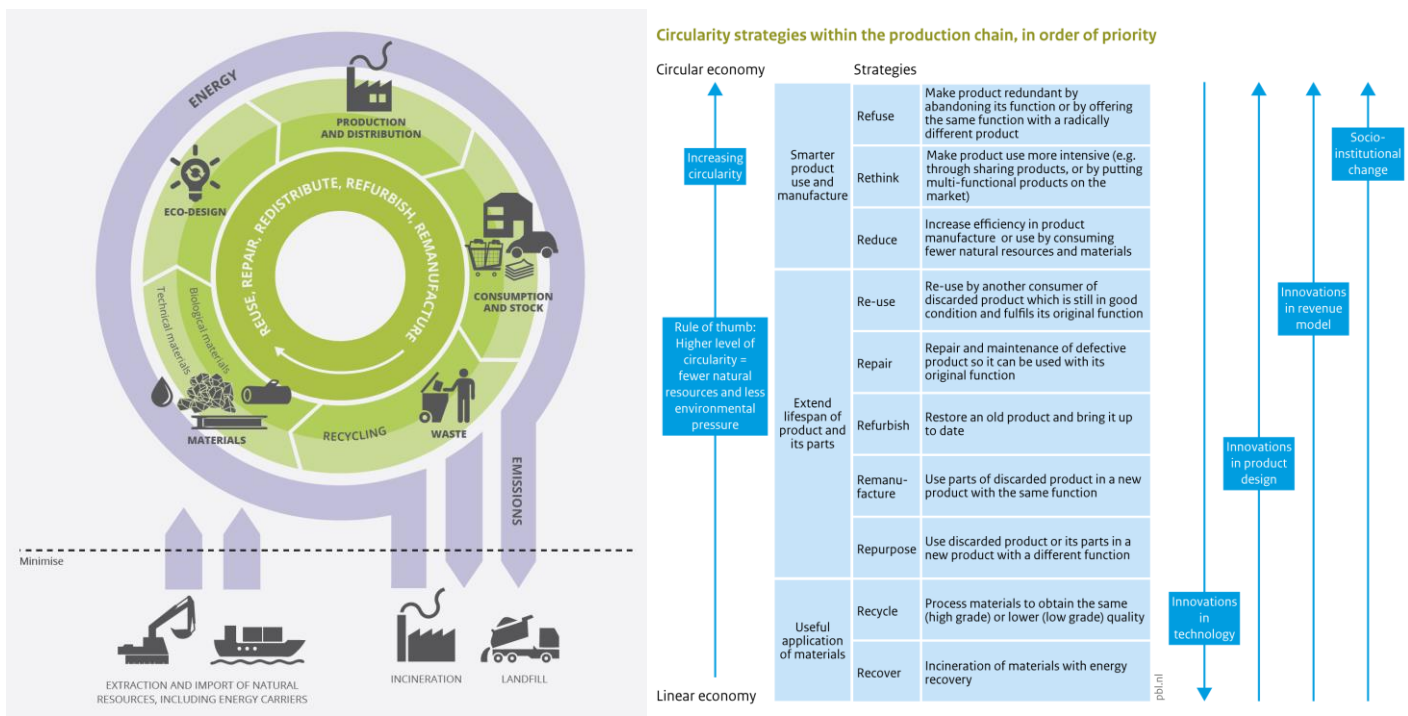 ENERGY
PRODUCTION
AND DISTRIBUTION
ECO-DESIGN
REUSE, REPAIR, REDISTRIBUTE, REFURBISH, REMANUFACTURE
CONSUMPTION
AND STOCK
Technical materials
Biological materials
MATERIALS
RECYCLING
WASTE
EMISSIONS
Minimise
EXTRACTION AND IMPORT OF NATURAL
RESOURCES, INCLUDING ENERGY CARRIERS
INCINERATION
LANDFILL
Circularity strategies within the production chain, in order of priority
Circular economy
Strategies
Increasing
circularity
Rule of thumb:
Higher level of
circularity =
fewer natural
resources and less
environmental
pressure
Linear economy
Smarter
product
use and
manufacture
Refuse
Make product redundant by
abandoning its function or by offering
the same function with a radically
different product
Rethink
Make product use more intensive (e.g.
through sharing products, or by putting
multi-functional products on the
market)
Reduce
Increase efficiency in product
manufacture or use by consuming
fewer natural resources and materials
Extend
lifespan of
product and
its parts
Re-use
Re-use by another consumer of
discarded product which is still in good
condition and fulfils its original function
Repair
Repair and maintenance of defective
product so it can be used with its
original function
Refurbish
Restore an old product and bring it up
to date
Remanu-
facture
Use parts of discarded product in a new
product with the same function
Repurpose
Use discarded product or its parts in a
new product with a different function
Useful
application
of materials
Recycle
Process materials to obtain the same
(high grade) or lower (low grade) quality
Recover
Incineration of materials with energy
recovery
pbl.nl
Innovations
in
technology
Innovations
in product
design
Innovations
in revenue
model
Socio-
institutional
change